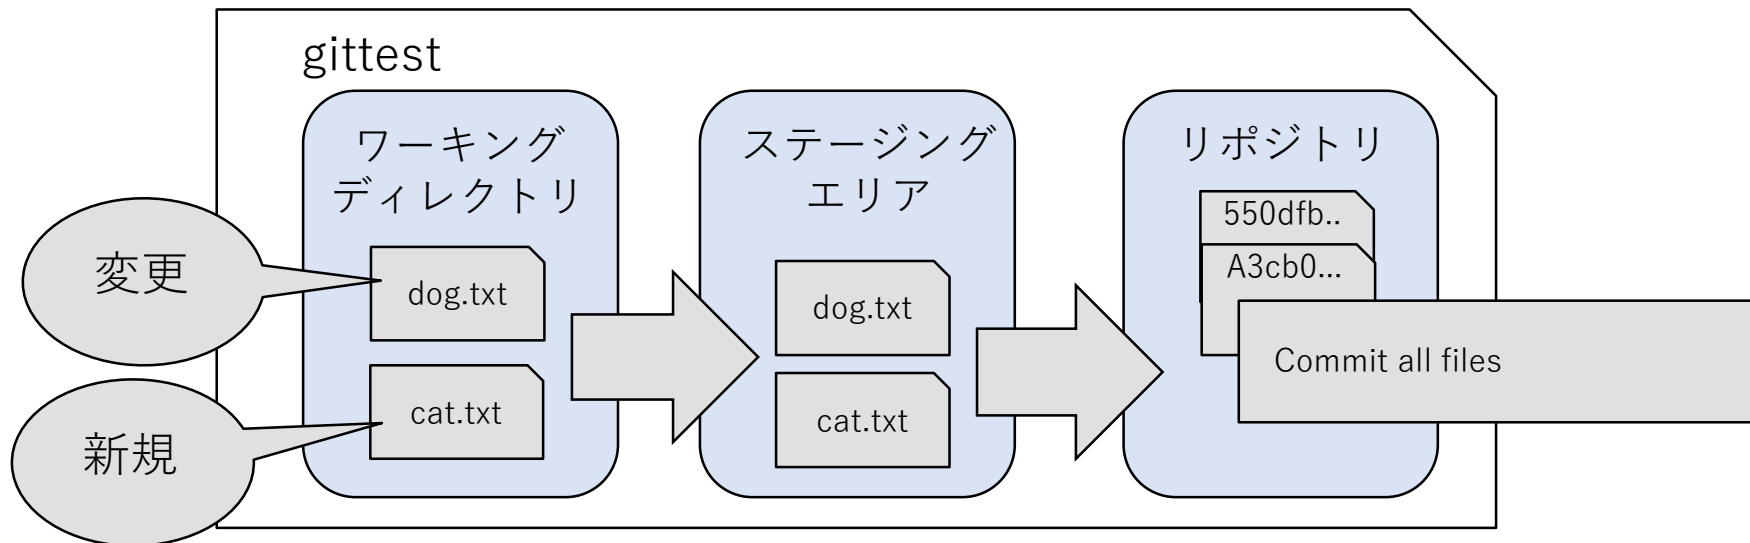 gittest
ワーキング
ディレクトリ
ステージング
エリア
リポジトリ
変更
dog.txt
新規
cat.txt
dog.txt
cat.txt
550dfb..
A3cb0...
Commit all files